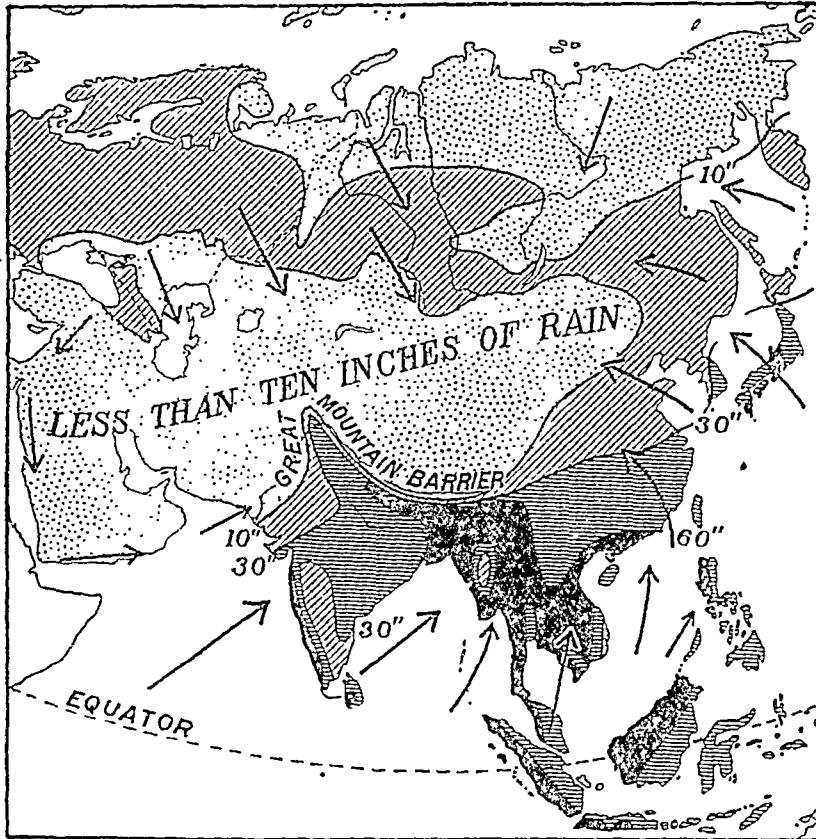 10"
LESS THAN TEN INCHES OF RAIN
GREAT
MOUNTAIN BARRIER
30"
10"
30"
60"
30"
EQUATOR